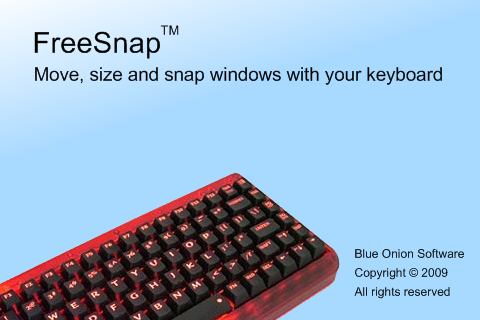 FreeSnap™
Move, size and snap windows with your keyboard
Blue Onion Software
Copyright © 2009
All rights reserved